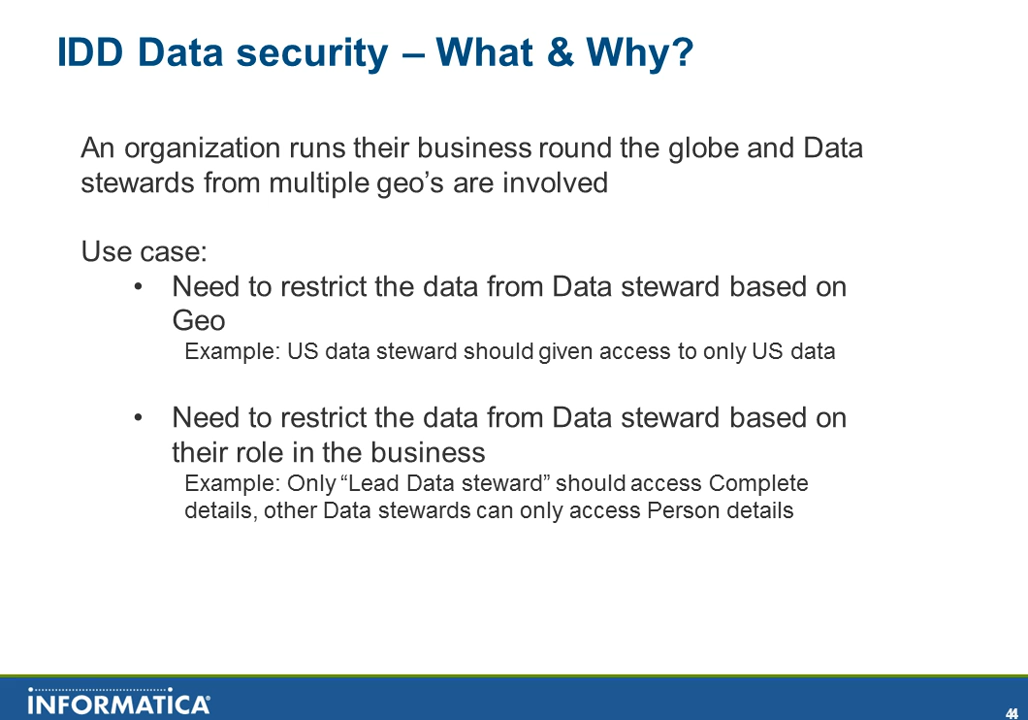 IDD Data security – What & Why?
An organization runs their business round the globe and Data
stewards from multiple geo’s are involved
Use case:
• Need to restrict the data from Data steward based on
Geo
Example: US data steward should given access to only US data
• Need to restrict the data from Data steward based on
their role in the business
Example: Only “Lead Data steward” should access Complete
details, other Data stewards can only access Person details
INFORMATICA®